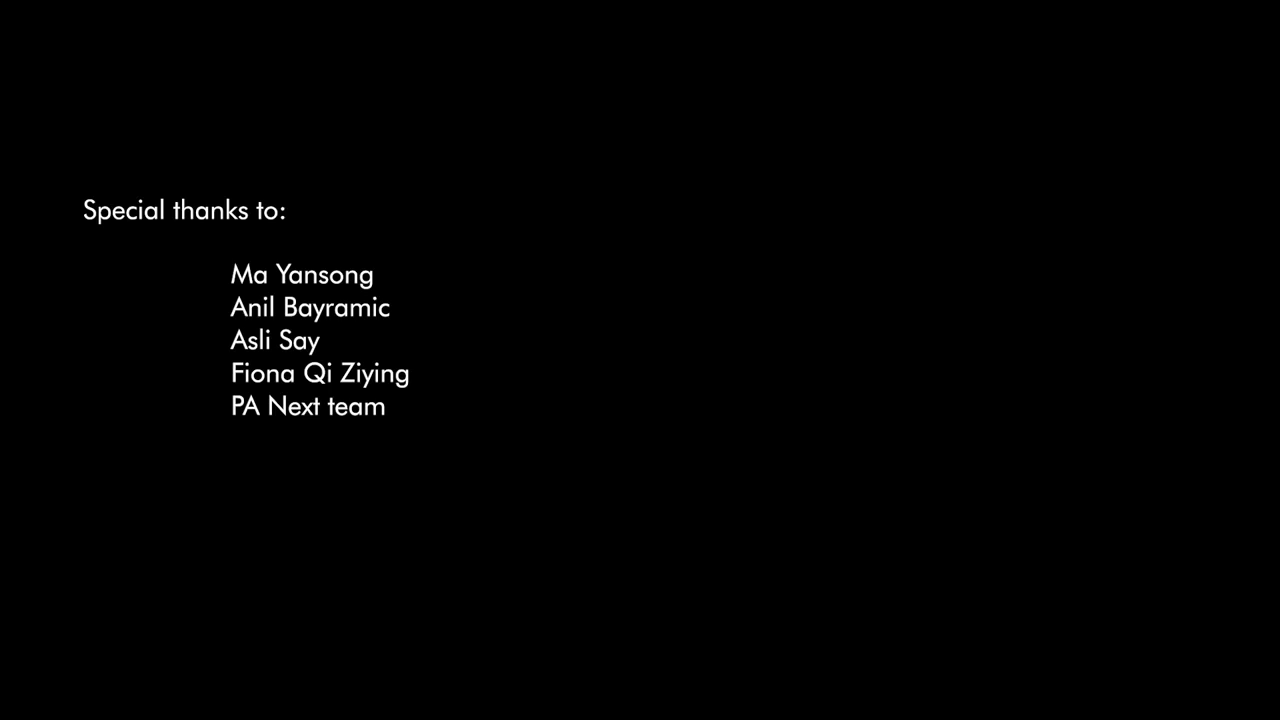 Special thanks to:
Ma Yansong
Anil Bayramic
Asli Say
Fiona Qi Ziying
PA Next team